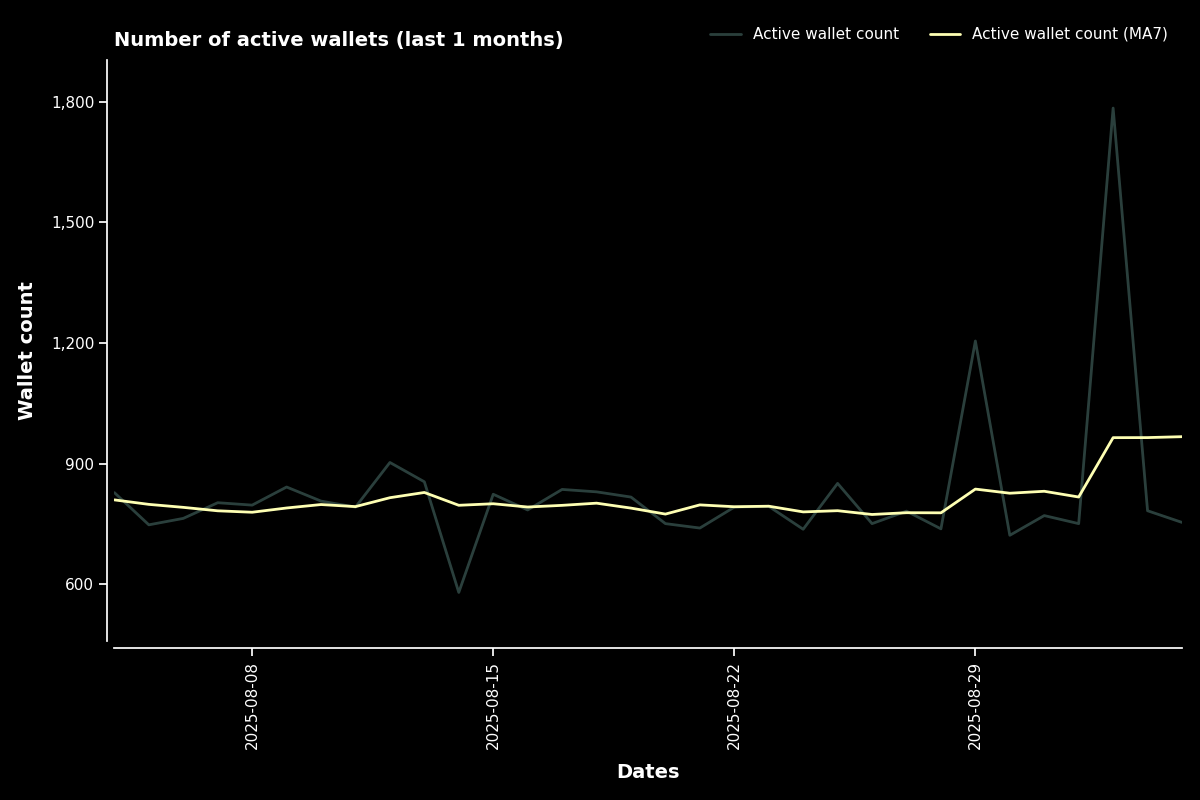 Number of active wallets (last 1 months)
Active wallet count
Active wallet count (MA7)
Wallet count
1,800
1,500
1,200
900
600
2025-08-08
2025-08-15
2025-08-22
2025-08-29
Dates